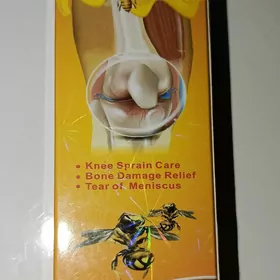 • Knee Sprain Care
• Bone Damage Relief
• Tear of Meniscus